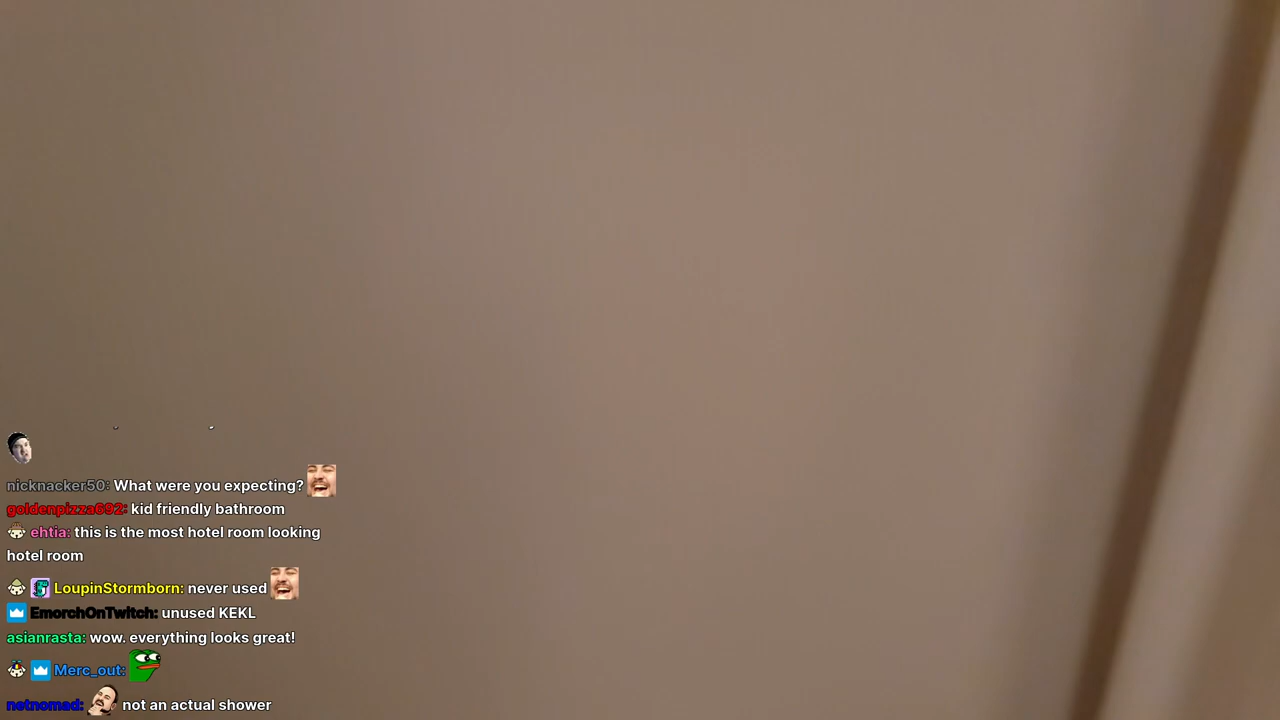 nicknacker50: What were you expecting?
goldenpizza692: kid friendly bathroom
ehtia: this is the most hotel room looking
hotel room
LoupinStormborn: never used
EmorchOnTwitch: unused KEKL
asianrasta: wow. everything looks great!
Merc_out:
netnomad: not an actual shower